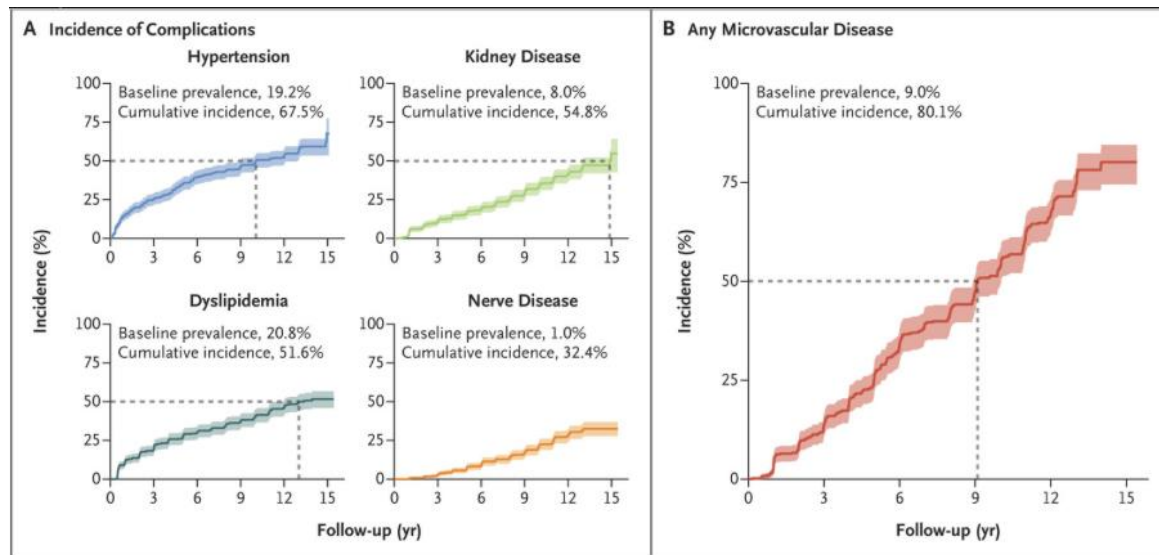 A Incidence of Complications
Hypertension
100
75
50
25
0
Baseline prevalence, 19.2%
Cumulative incidence, 67.5%
0 3 6 9 12 15
Kidney Disease
100
75
50
25
0
Baseline prevalence, 8.0%
Cumulative incidence, 54.8%
0 3 6 9 12 15
Incidence (%)
Dyslipidemia
100
75
50
25
0
Baseline prevalence, 20.8%
Cumulative incidence, 51.6%
0 3 6 9 12 15
Nerve Disease
100
75
50
25
0
Baseline prevalence, 1.0%
Cumulative incidence, 32.4%
0 3 6 9 12 15
Follow-up (yr)
B Any Microvascular Disease
100
75
50
25
0
Baseline prevalence, 9.0%
Cumulative incidence, 80.1%
Incidence (%)
0 3 6 9 12 15
Follow-up (yr)